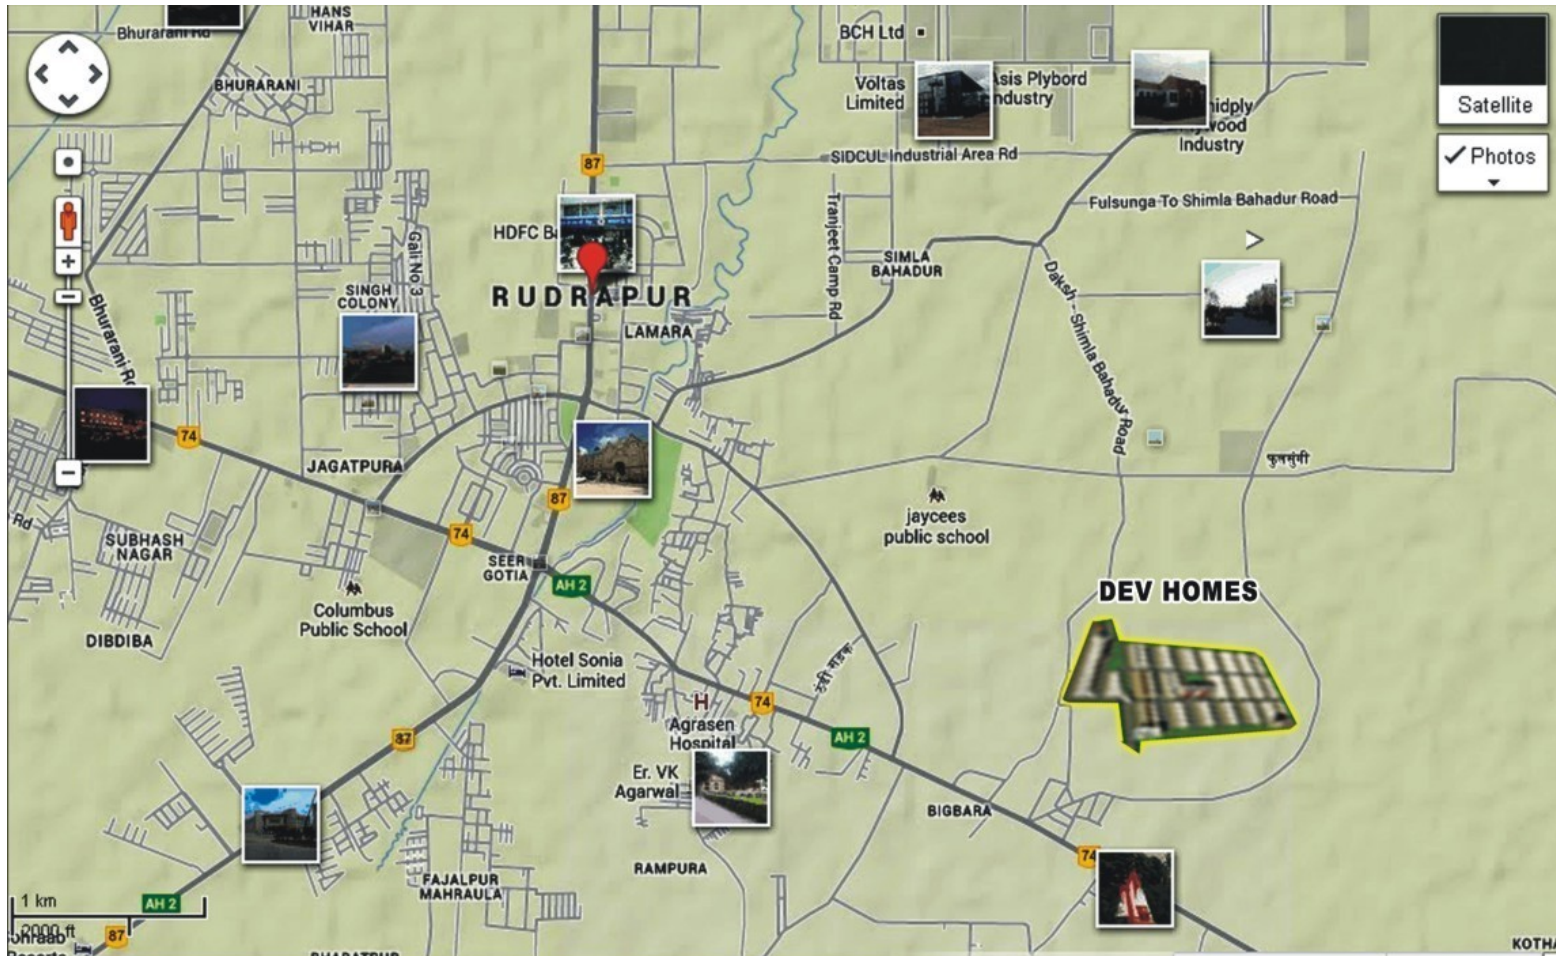 HANS
VIHAR
Bhurarani Rd
BCH Ltd
BHURARANI
Voltas
Limited
Asis Plybord
ndustry
Satellite
hidply
wood
Industry
87
SIDCUL Industrial Area Rd
Photos
Fulsunga To Shimla Bahadur Road
Tranjeet Camp Rd
HDFC B
Gali No 3
SIMLA
BAHADUR
SINGH
COLONY
RUDRAPUR
LAMARA
Bhurarani R
Daksh - Shimla Bahadur Road
74
JAGATPURA
फुलसुंगी
87
jaycees
public school
Rd
SUBHASH
NAGAR
74
SEER
GOTIA
AH 2
DEV HOMES
Columbus
Public School
DIBDIBA
Hotel Sonia
Pvt. Limited
H
74
Agrasen
Hospital
87
AH 2
Er. VK
Agarwal
BIGBARA
74
RAMPURA
FAJALPUR
MAHRAULA
1 km
AH 2
2000 ft
87
KOTHA